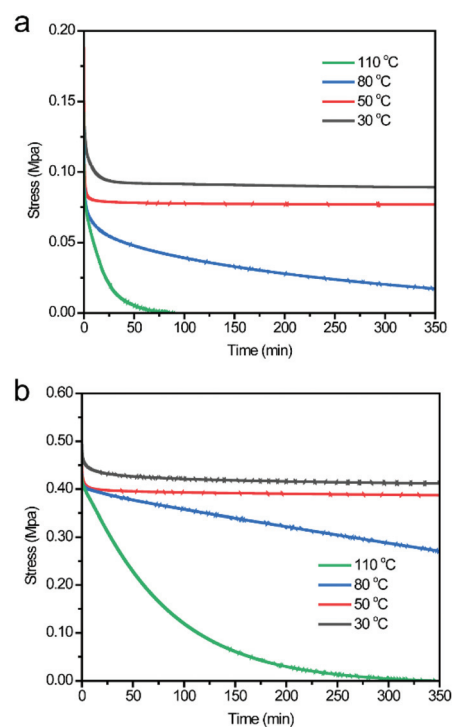 a
0.20
0.15
0.10
0.05
0.00
Stress (Mpa)
110 °C
80 °C
50 °C
30 °C
0 50 100 150 200 250 300 350
Time (min)
b
0.60
0.50
0.40
0.30
0.20
0.10
0.00
Stress (Mpa)
110 °C
80 °C
50 °C
30 °C
0 50 100 150 200 250 300 350
Time (min)